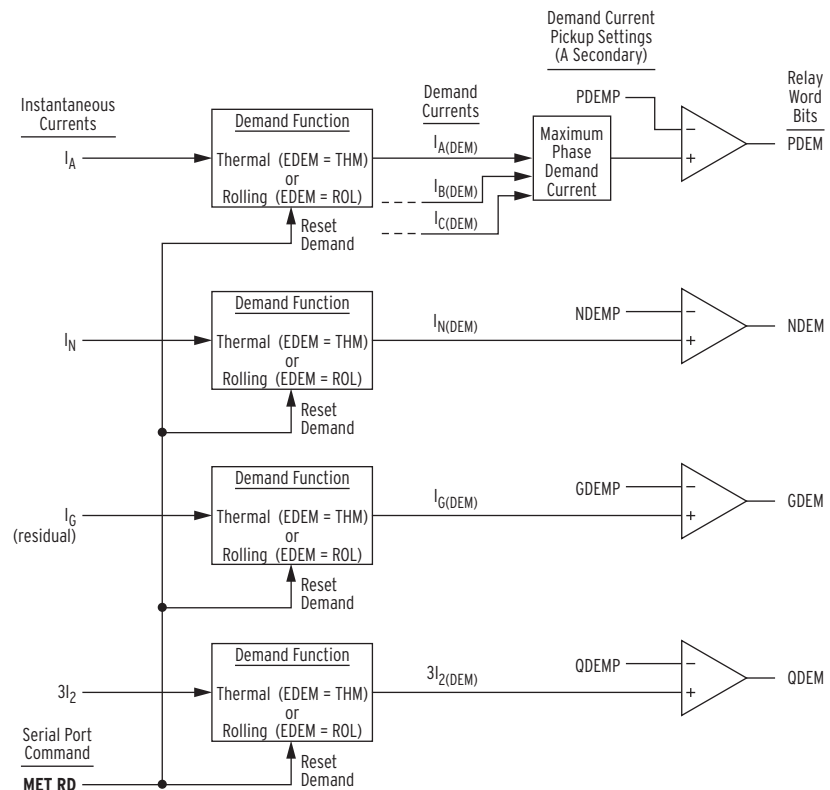 Demand Current
Pickup Settings
(A Secondary)
Instantaneous
Currents
Demand
Currents
Relay
Word
Bits
I_A
Demand Function
Thermal (EDEM = THM)
or
Rolling (EDEM = ROL)
Reset
Demand
I_A(DEM)
I_B(DEM)
I_C(DEM)
Maximum
Phase
Demand
Current
PDEMP
−
+
PDEM
I_N
Demand Function
Thermal (EDEM = THM)
or
Rolling (EDEM = ROL)
Reset
Demand
I_N(DEM)
NDEMP
−
+
NDEM
I_G
(residual)
Demand Function
Thermal (EDEM = THM)
or
Rolling (EDEM = ROL)
Reset
Demand
I_G(DEM)
GDEMP
−
+
GDEM
3I_2
Demand Function
Thermal (EDEM = THM)
or
Rolling (EDEM = ROL)
Reset
Demand
3I_2(DEM)
QDEMP
−
+
QDEM
Serial Port
Command
MET RD